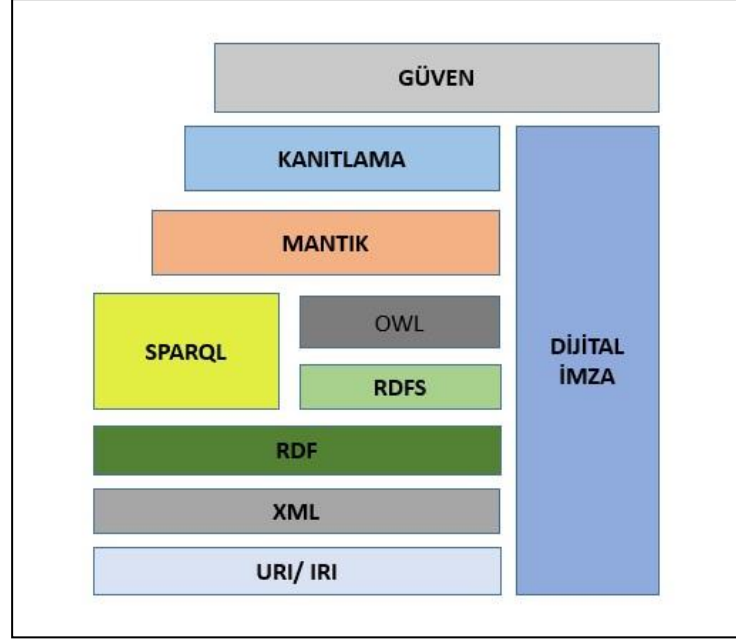 GÜVEN
KANITLAMA
MANTIK
SPARQL
OWL
RDFS
DİJİTAL
İMZA
RDF
XML
URI/ IRI